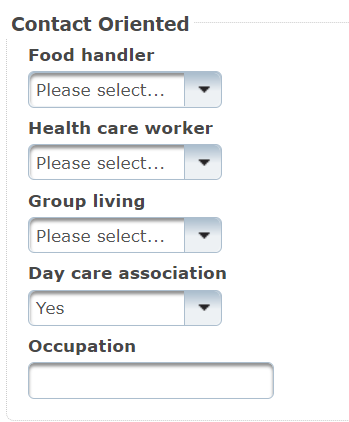 Contact Oriented
Food handler
Please select...
Health care worker
Please select...
Group living
Please select...
Day care association
Yes
Occupation